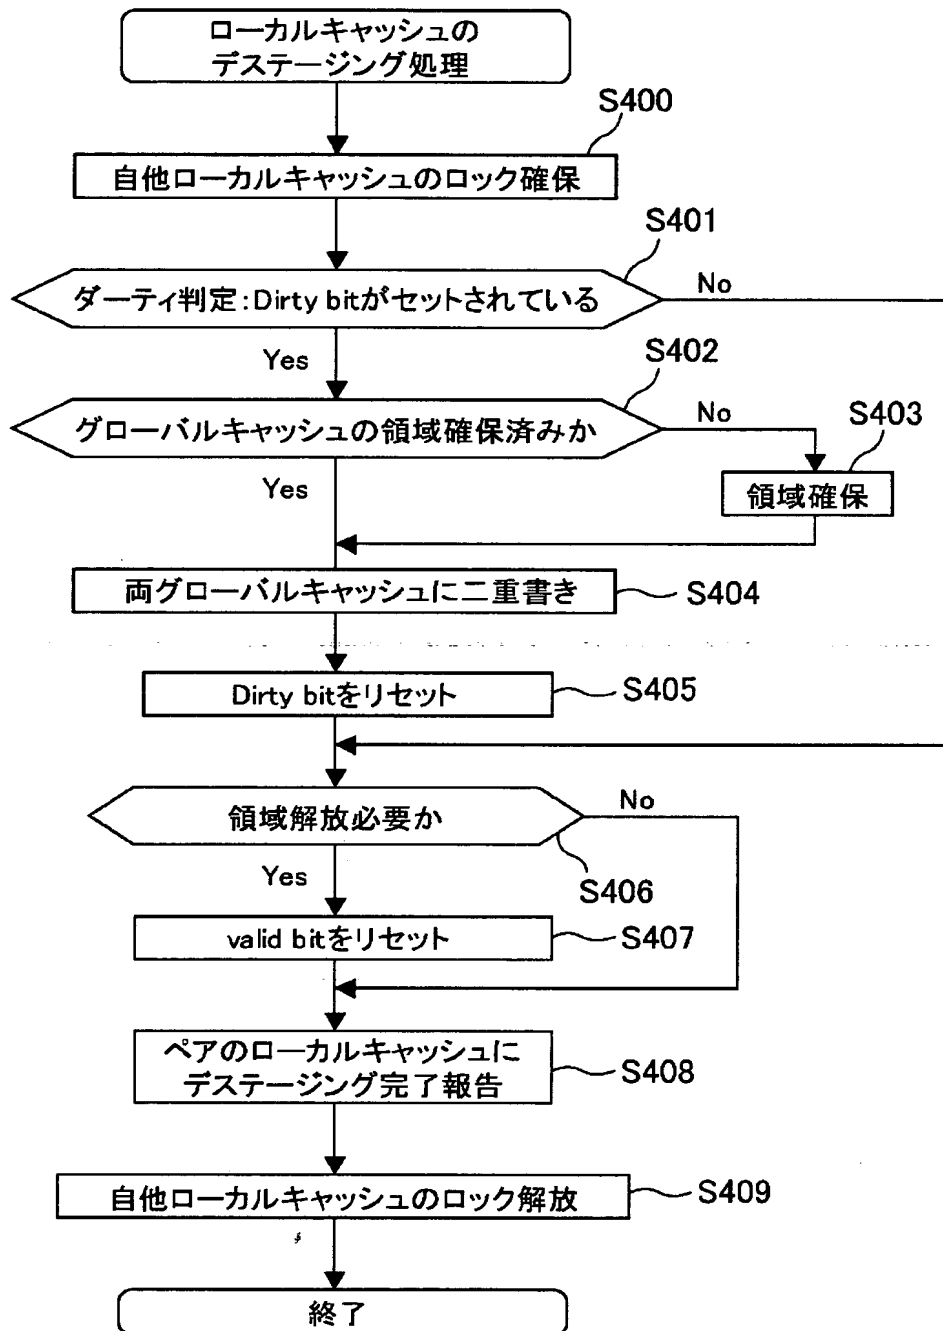 ローカルキャッシュの
デステージング処理
S400
自他ローカルキャッシュのロック確保
S401
ダーティ判定:Dirty bitがセットされている
No
Yes
S402
グローバルキャッシュの領域確保済みか
No
S403
Yes
領域確保
両グローバルキャッシュに二重書き
S404
Dirty bitをリセット
S405
領域解放必要か
No
Yes
S406
valid bitをリセット
S407
ペアのローカルキャッシュに
デステージング完了報告
S408
自他ローカルキャッシュのロック解放
S409
終了